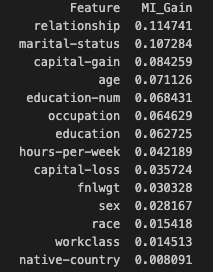 Feature MI_Gain
relationship 0.114741
marital-status 0.107284
capital-gain 0.084259
age 0.071126
education-num 0.068431
occupation 0.064629
education 0.062725
hours-per-week 0.042189
capital-loss 0.035724
fnlwgt 0.030328
sex 0.028167
race 0.015418
workclass 0.014513
native-country 0.008091